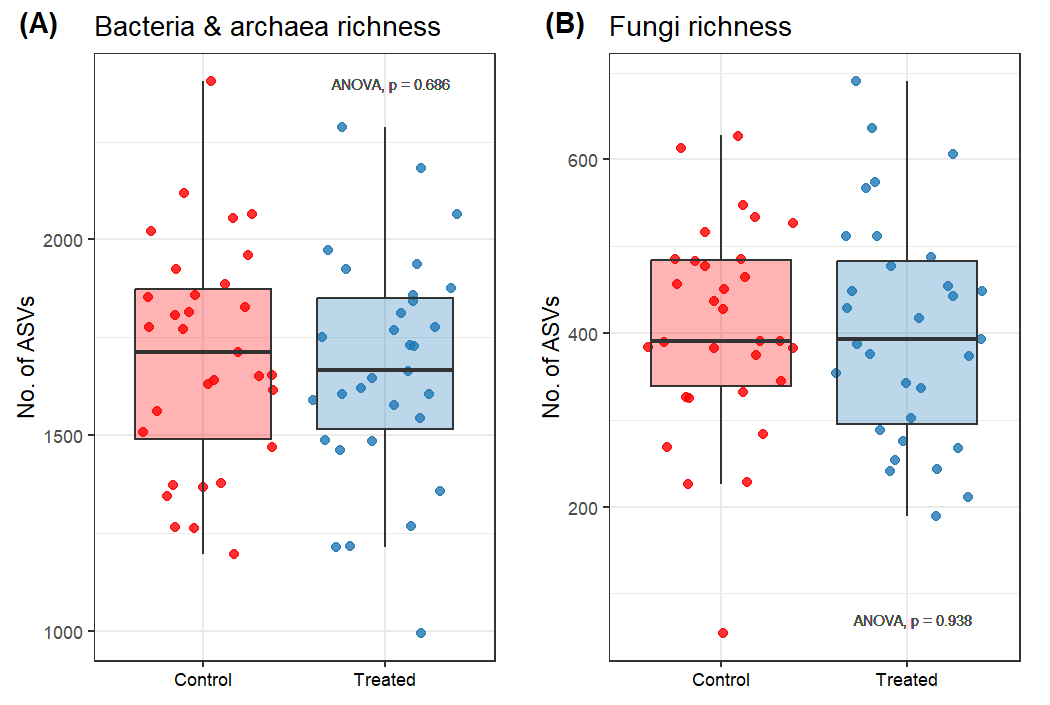 (A) Bacteria & archaea richness
No. of ASVs
2000
1500
1000
ANOVA, p = 0.686
Control Treated
(B) Fungi richness
No. of ASVs
600
400
200
ANOVA, p = 0.938
Control Treated